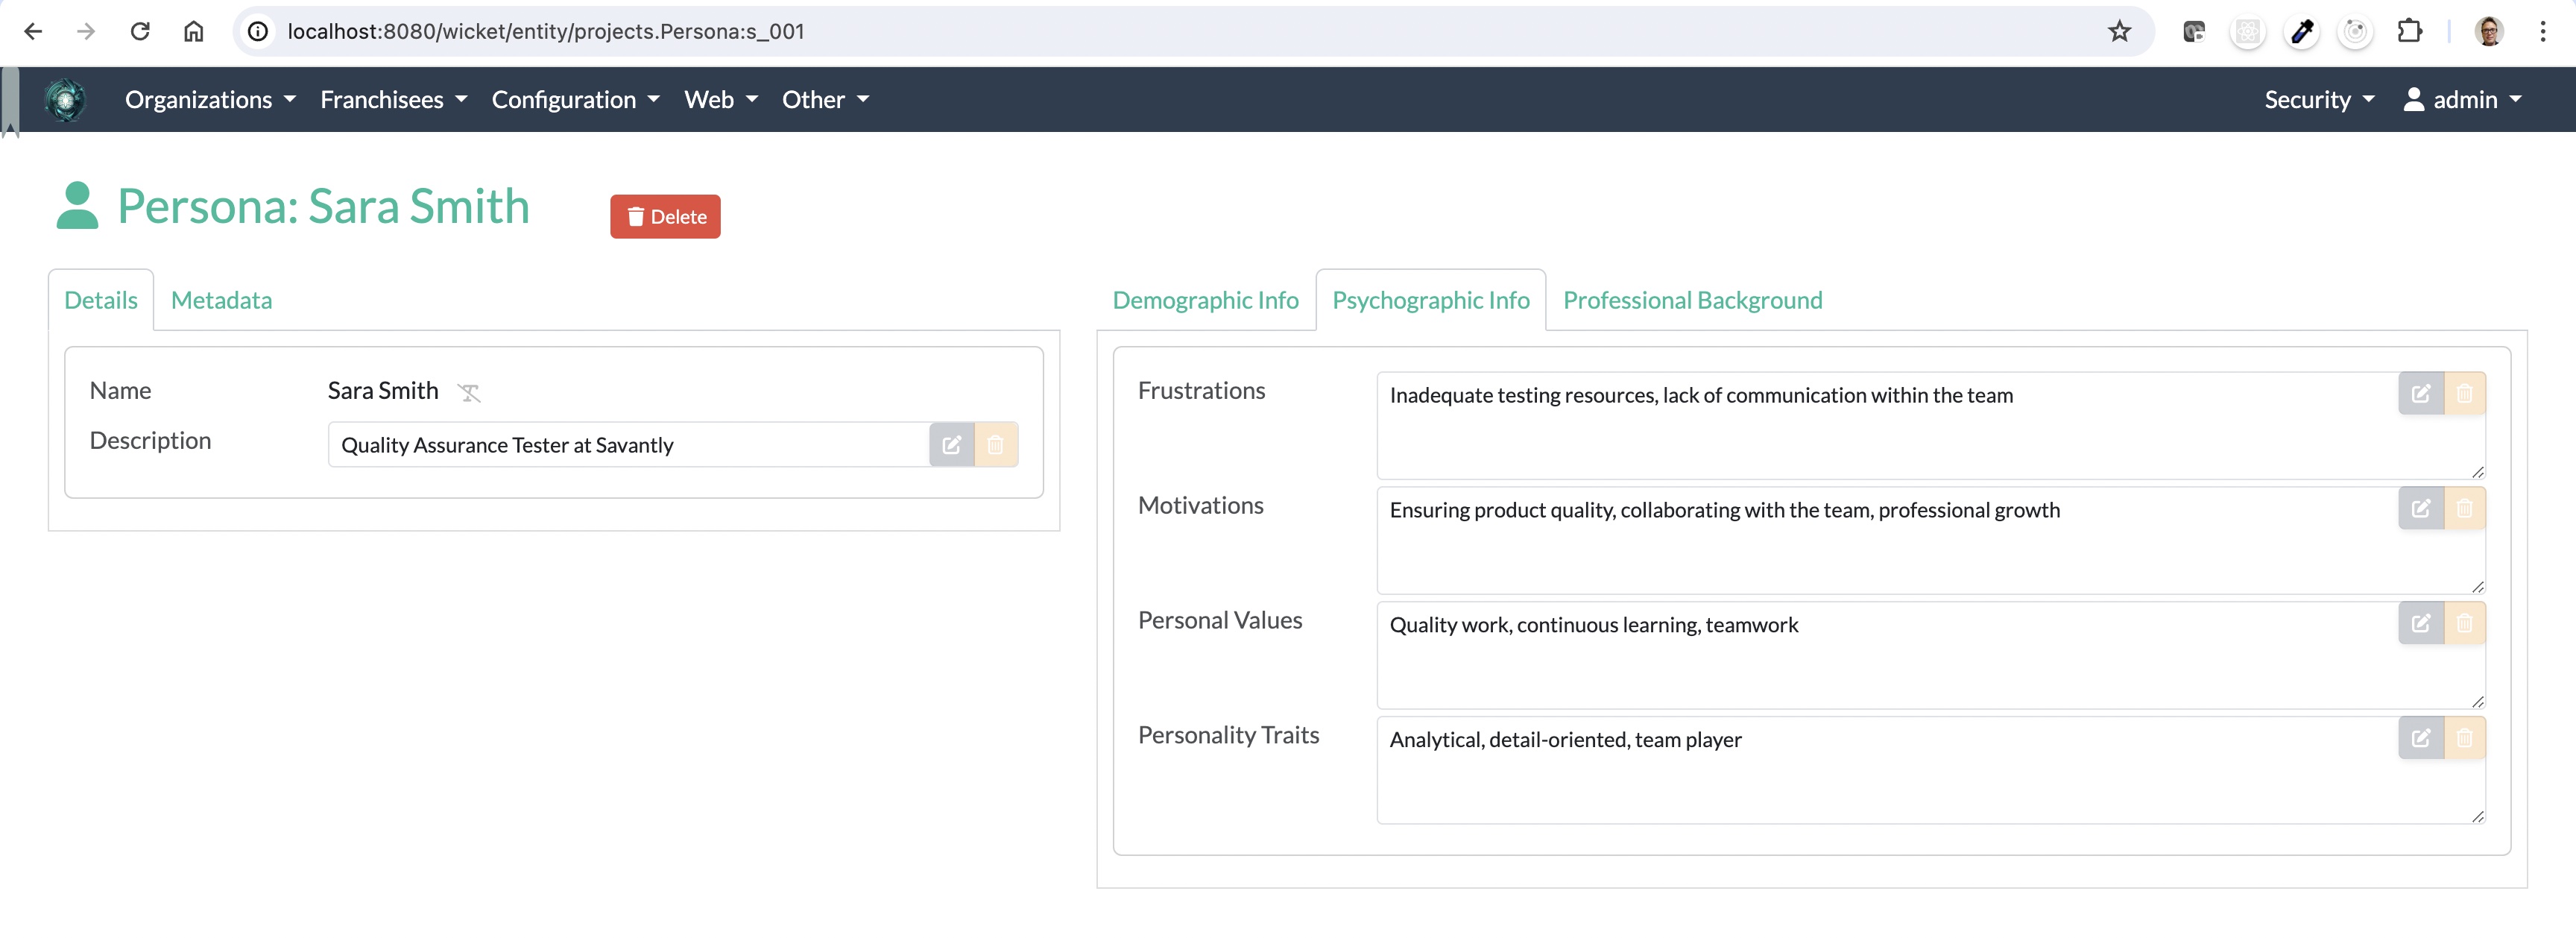 localhost:8080/wicket/entity/projects.Persona:s_001
Organizations Franchisees Configuration Web Other Security admin
Persona: Sara Smith Delete
Details Metadata
Name Sara Smith
Description Quality Assurance Tester at Savantly
Demographic Info Psychographic Info Professional Background
Frustrations Inadequate testing resources, lack of communication within the team
Motivations Ensuring product quality, collaborating with the team, professional growth
Personal Values Quality work, continuous learning, teamwork
Personality Traits Analytical, detail-oriented, team player